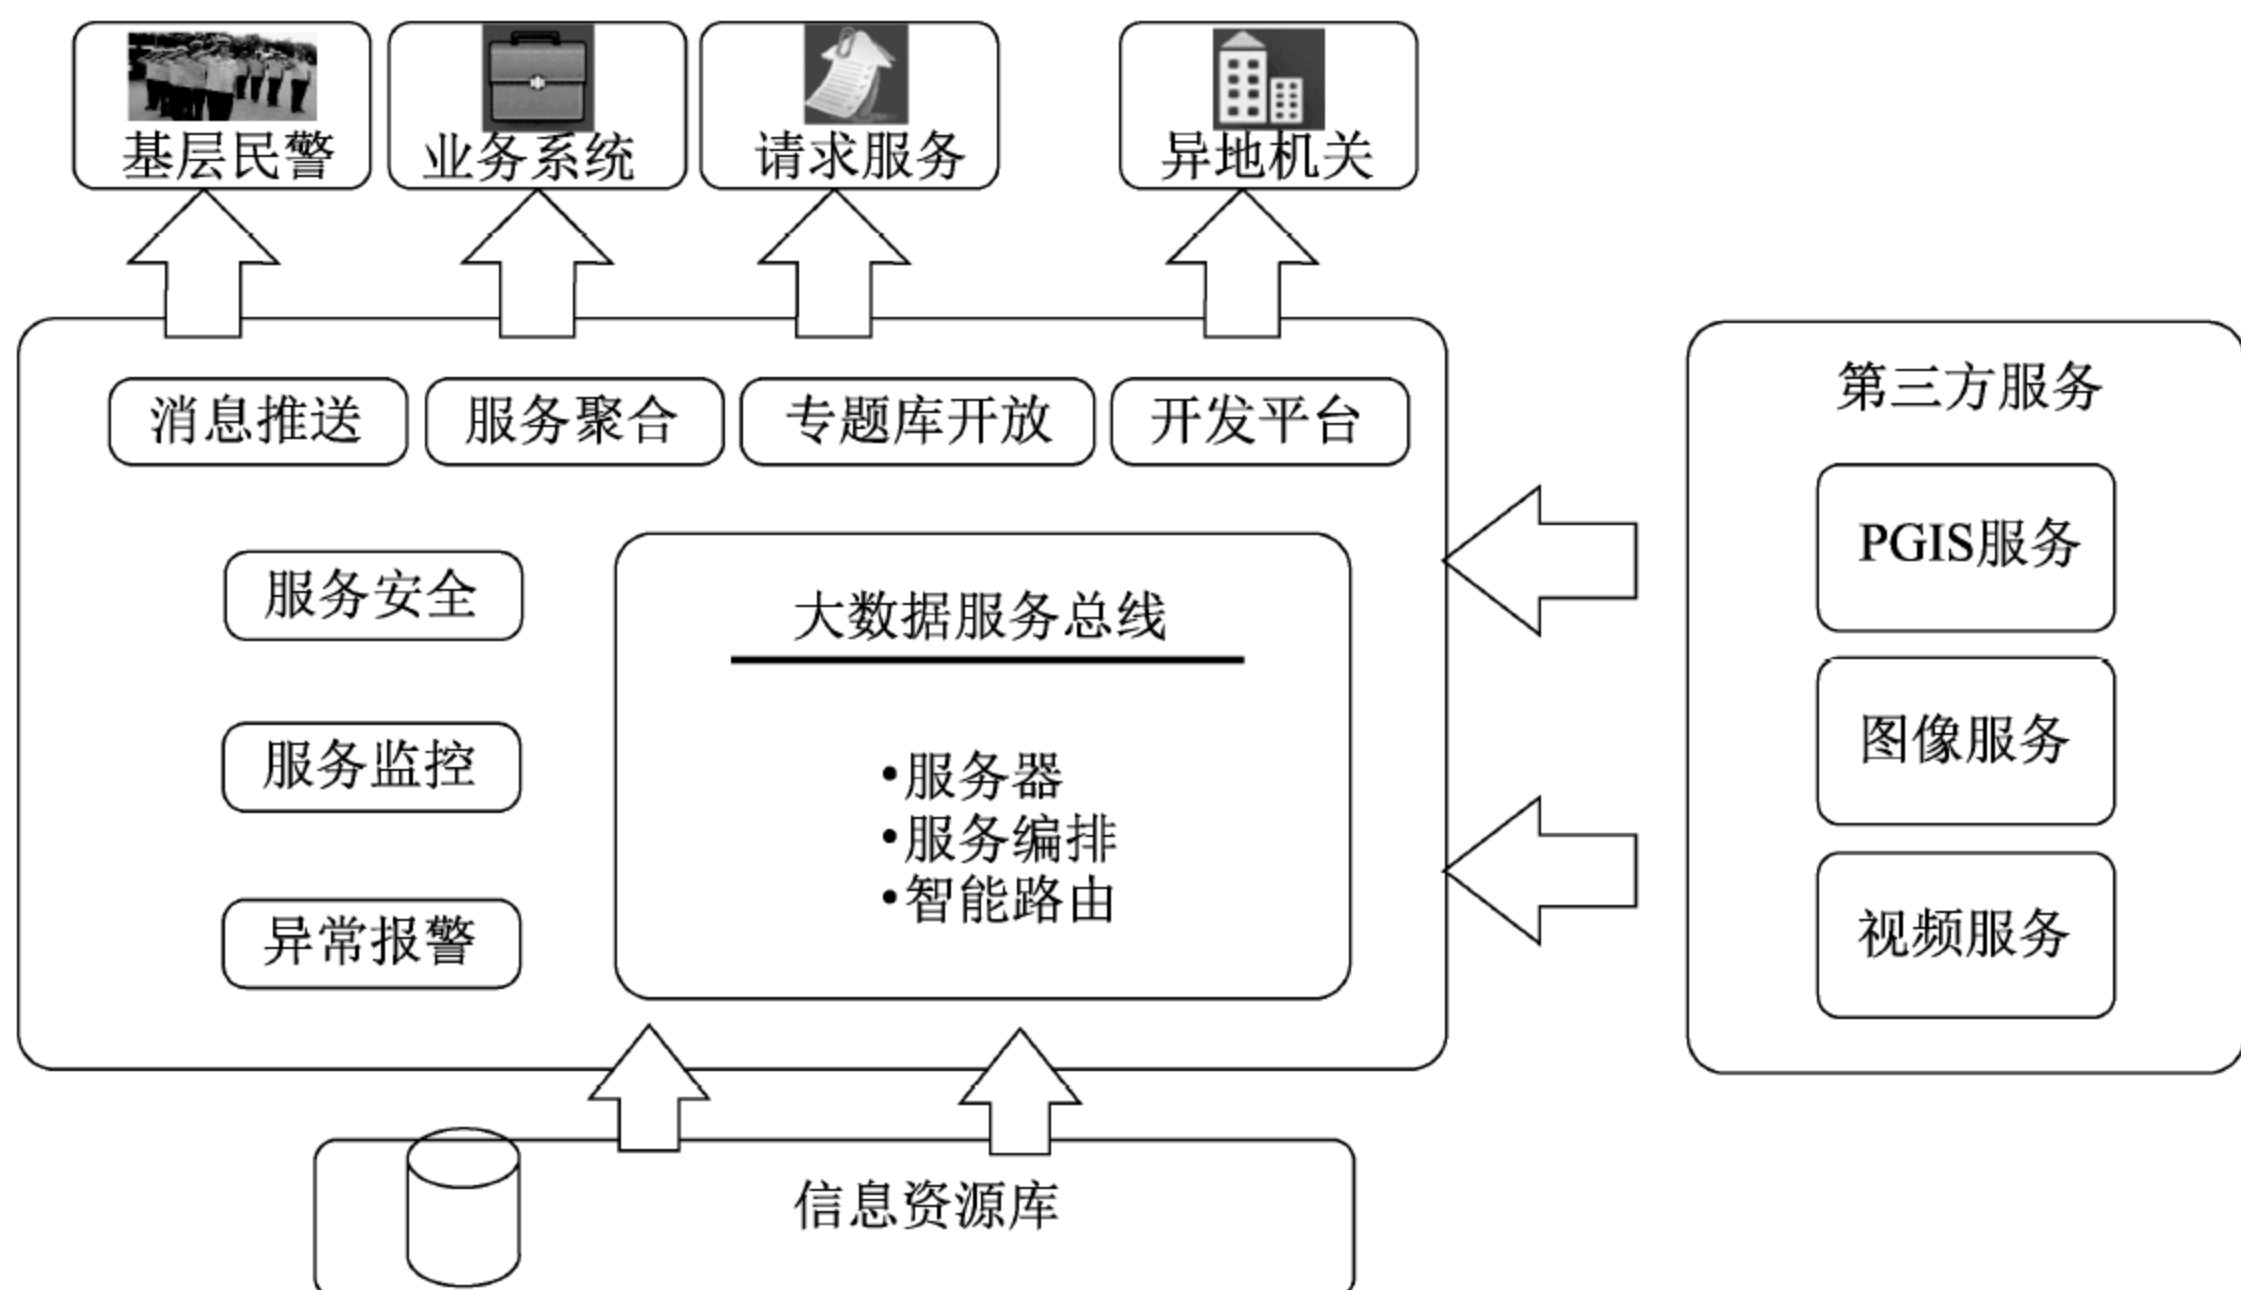 基层民警
业务系统
请求服务
异地机关
消息推送
服务聚合
专题库开放
开发平台
服务安全
服务监控
异常报警
大数据服务总线
•服务器
•服务编排
•智能路由
第三方服务
PGIS服务
图像服务
视频服务
信息资源库